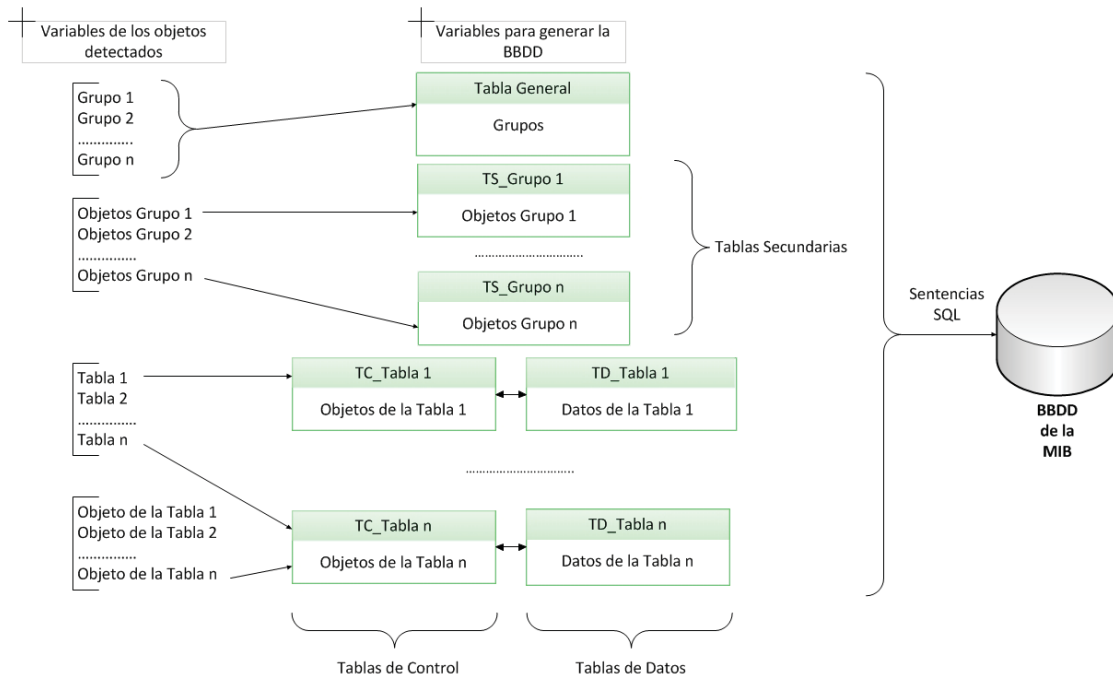 Variables de los objetos
detectados
Variables para generar la
BBDD
Grupo 1
Grupo 2
..............
Grupo n
Tabla General
Grupos
Objetos Grupo 1
Objetos Grupo 2
...............
Objetos Grupo n
TS_Grupo 1
Objetos Grupo 1
................................
TS_Grupo n
Objetos Grupo n
Tablas Secundarias
Tabla 1
Tabla 2
...............
Tabla n
TC_Tabla 1
Objetos de la Tabla 1
TD_Tabla 1
Datos de la Tabla 1
................................
Objeto de la Tabla 1
Objeto de la Tabla 2
...............
Objeto de la Tabla n
TC_Tabla n
Objetos de la Tabla n
TD_Tabla n
Datos de la Tabla n
Tablas de Control
Tablas de Datos
Sentencias
SQL
BBDD
de la
MIB